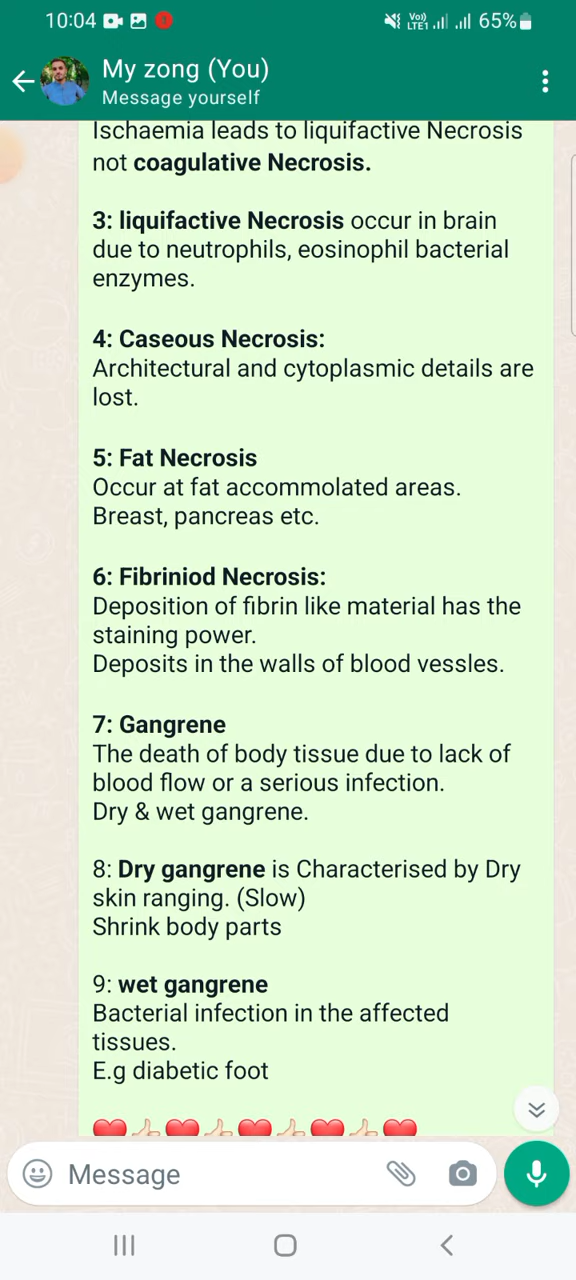 10:04
Vo))
LTE1
65%
My zong (You)
Message yourself
Ischaemia leads to liquifactive Necrosis
not coagulative Necrosis.
3: liquifactive Necrosis occur in brain
due to neutrophils, eosinophil bacterial
enzymes.
4: Caseous Necrosis:
Architectural and cytoplasmic details are
lost.
5: Fat Necrosis
Occur at fat accommolated areas.
Breast, pancreas etc.
6: Fibriniod Necrosis:
Deposition of fibrin like material has the
staining power.
Deposits in the walls of blood vessles.
7: Gangrene
The death of body tissue due to lack of
blood flow or a serious infection.
Dry & wet gangrene.
8: Dry gangrene is Characterised by Dry
skin ranging. (Slow)
Shrink body parts
9: wet gangrene
Bacterial infection in the affected
tissues.
E.g diabetic foot
Message